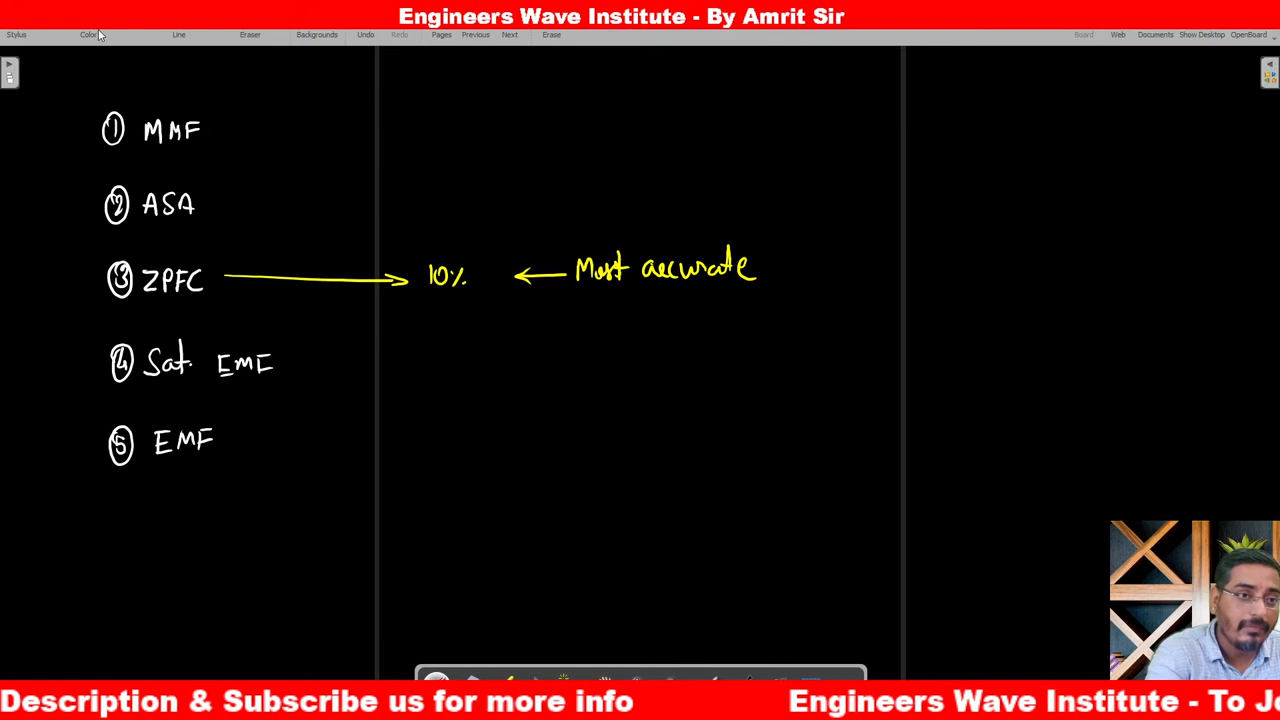 Engineers Wave Institute - By Amrit Sir
Stylus Color Line Eraser Backgrounds Undo Redo Pages Previous Next Erase Board Web Documents Show Desktop OpenBoard
① MMF
② ASA
③ ZPFC → 10% ← Most accurate
④ Sat. EMF
⑤ EMF
Description & Subscribe us for more info Engineers Wave Institute - To Jo